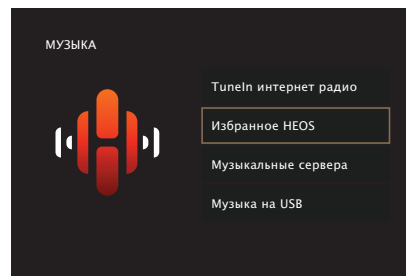 МУЗЫКА
TuneIn интернет радио
Избранное HEOS
Музыкальные сервера
Музыка на USB